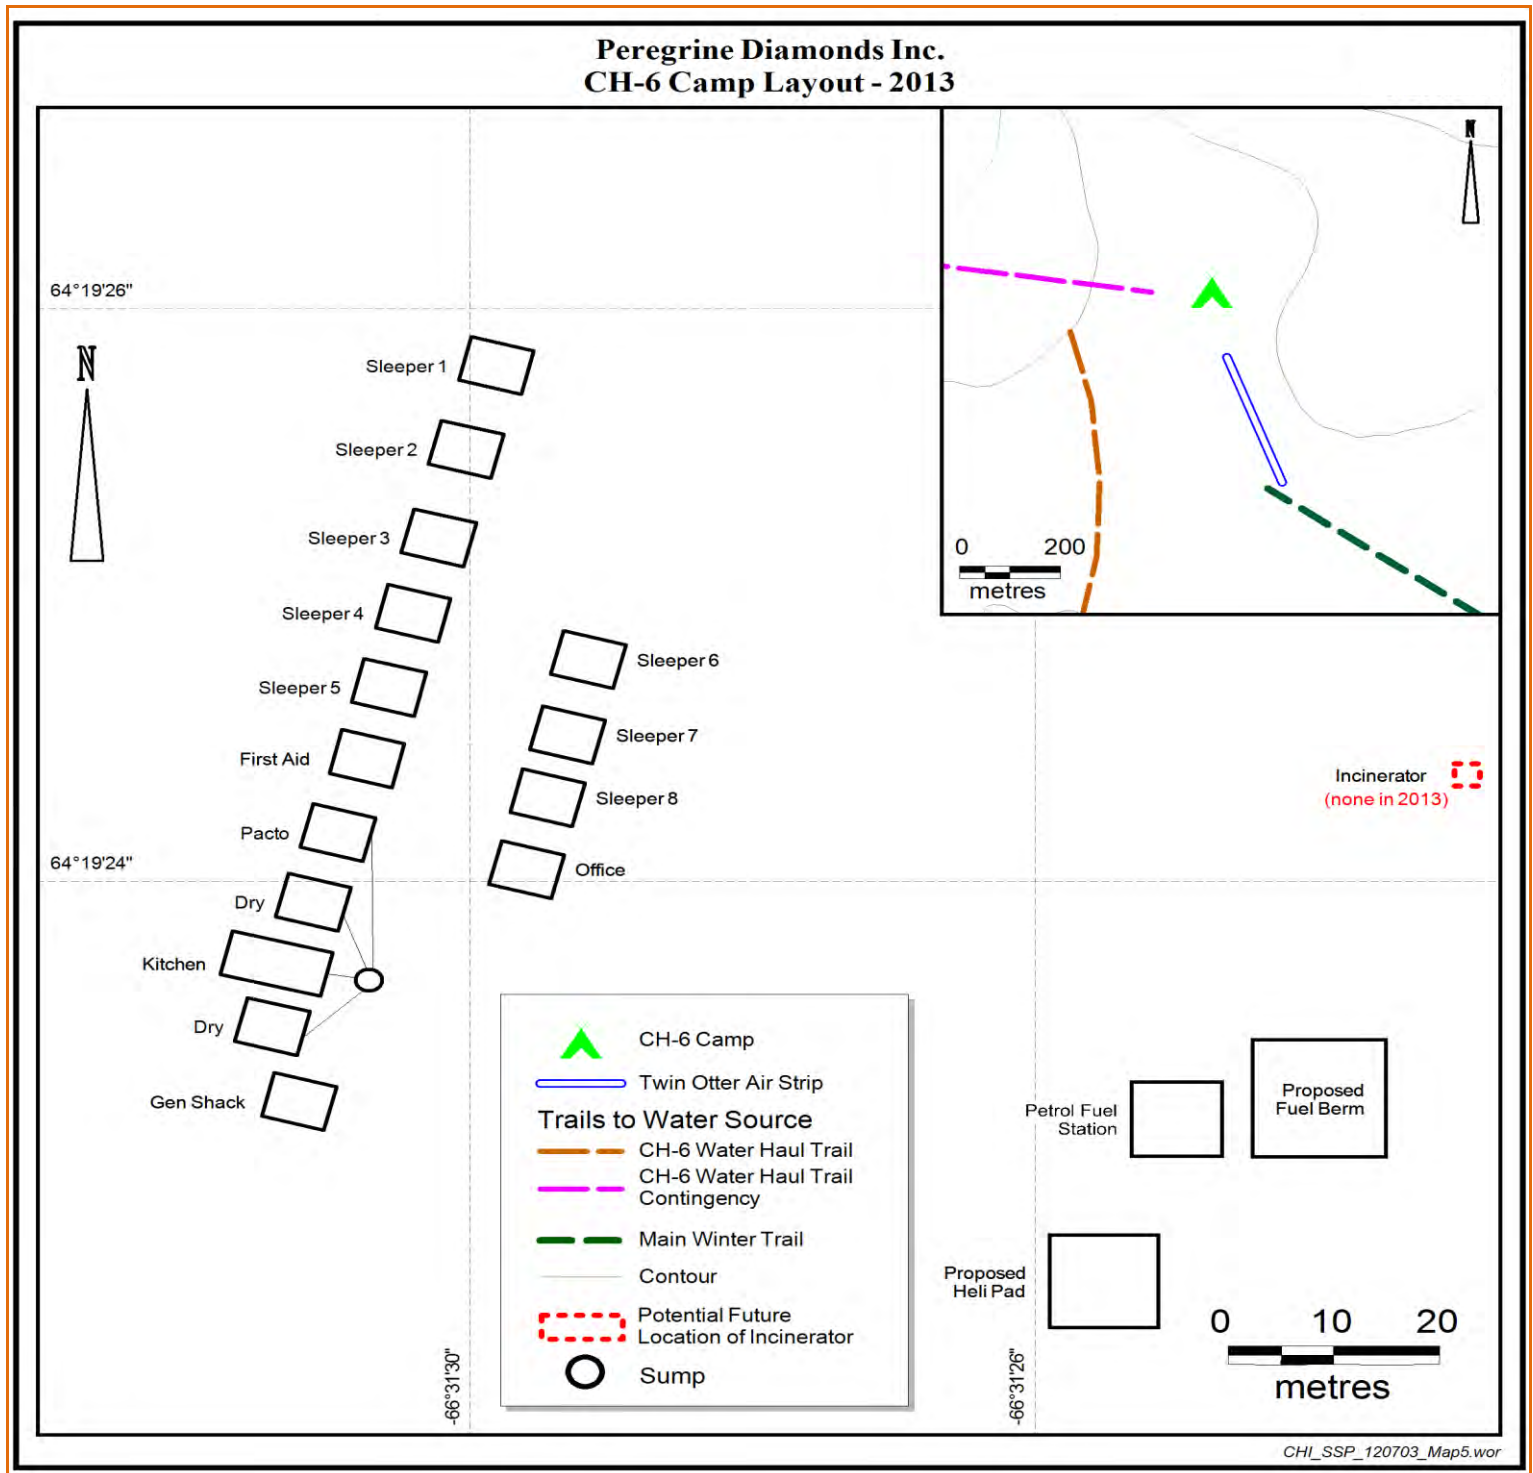 Peregrine Diamonds Inc.
CH-6 Camp Layout - 2013
N
64°19'26"
N
Sleeper 1
Sleeper 2
Sleeper 3
Sleeper 4
Sleeper 5
First Aid
Pacto
64°19'24"
Dry
Kitchen
Dry
Gen Shack
Sleeper 6
Sleeper 7
Sleeper 8
Office
0 200
metres
Incinerator
(none in 2013)
CH-6 Camp
Twin Otter Air Strip
Trails to Water Source
CH-6 Water Haul Trail
CH-6 Water Haul Trail
Contingency
Main Winter Trail
Contour
Potential Future
Location of Incinerator
Sump
Petrol Fuel
Station
Proposed
Fuel Berm
Proposed
Heli Pad
0 10 20
metres
-66°31'30"
-66°31'26"
CHI_SSP_120703_Map5.wor